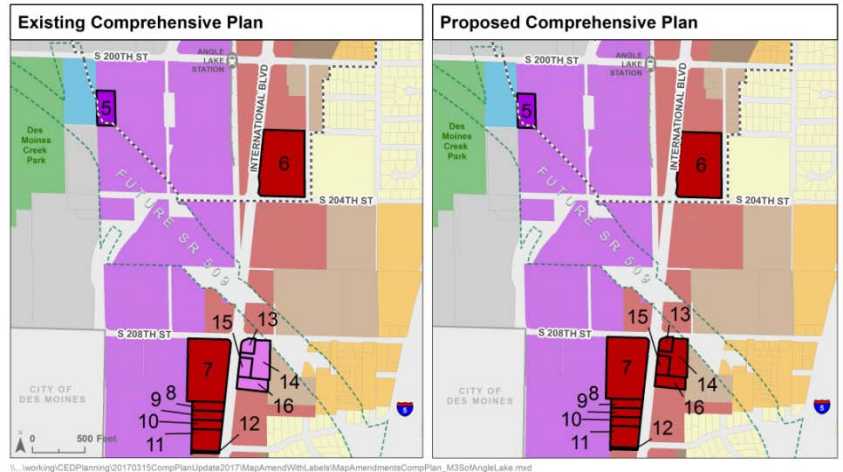 Existing Comprehensive Plan
S 200TH ST
ANGLE
LAKE
STATION
INTERNATIONAL BLVD
5
Des
Moines
Creek
Park
6
FUTURE SR 509
S 204TH ST
S 208TH ST
15
13
7
14
16
9
8
10
11
12
CITY OF
DES MOINES
5
N
0 500 Feet
Proposed Comprehensive Plan
S 200TH ST
ANGLE
LAKE
STATION
INTERNATIONAL BLVD
5
Des
Moines
Creek
Park
6
FUTURE SR 509
S 204TH ST
S 208TH ST
15
13
7
14
16
9
8
10
11
12
CITY OF
DES MOINES
5
\\...\working\CEDPlanning\20170315CompPlanUpdate2017\MapAmendWithLabels\MapAmendmentsCompPlan_M3SofAngleLake.mxd